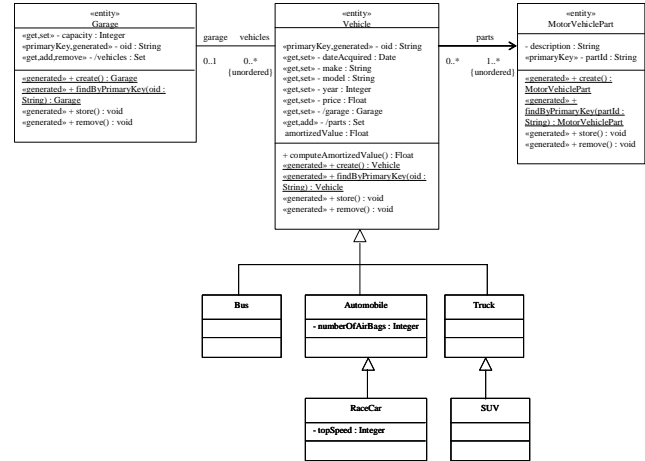 «entity»
Garage
«get,set» - capacity : Integer
«primaryKey,generated» - oid : String
«get,add,remove» - /vehicles : Set
«generated» + create() : Garage
«generated» + findByPrimaryKey(oid :
String) : Garage
«generated» + store() : void
«generated» + remove() : void
garage
vehicles
0..1
0..*
{unordered}
«entity»
Vehicle
«primaryKey,generated» - oid : String
«get,set» - dateAcquired : Date
«get,set» - make : String
«get,set» - model : String
«get,set» - year : Integer
«get,set» - price : Float
«get,set» - /garage : Garage
«get,add» - /parts : Set
amortizedValue : Float
+ computeAmortizedValue() : Float
«generated» + create() : Vehicle
«generated» + findByPrimaryKey(oid :
String) : Vehicle
«generated» + store() : void
«generated» + remove() : void
parts
0..*
1..*
{unordered}
«entity»
MotorVehiclePart
- description : String
«primaryKey» - partId : String
«generated» + create() :
MotorVehiclePart
«generated» +
findByPrimaryKey(partId :
String) : MotorVehiclePart
«generated» + store() : void
«generated» + remove() : void
Bus
Automobile
- numberOfAirBags : Integer
Truck
RaceCar
- topSpeed : Integer
SUV